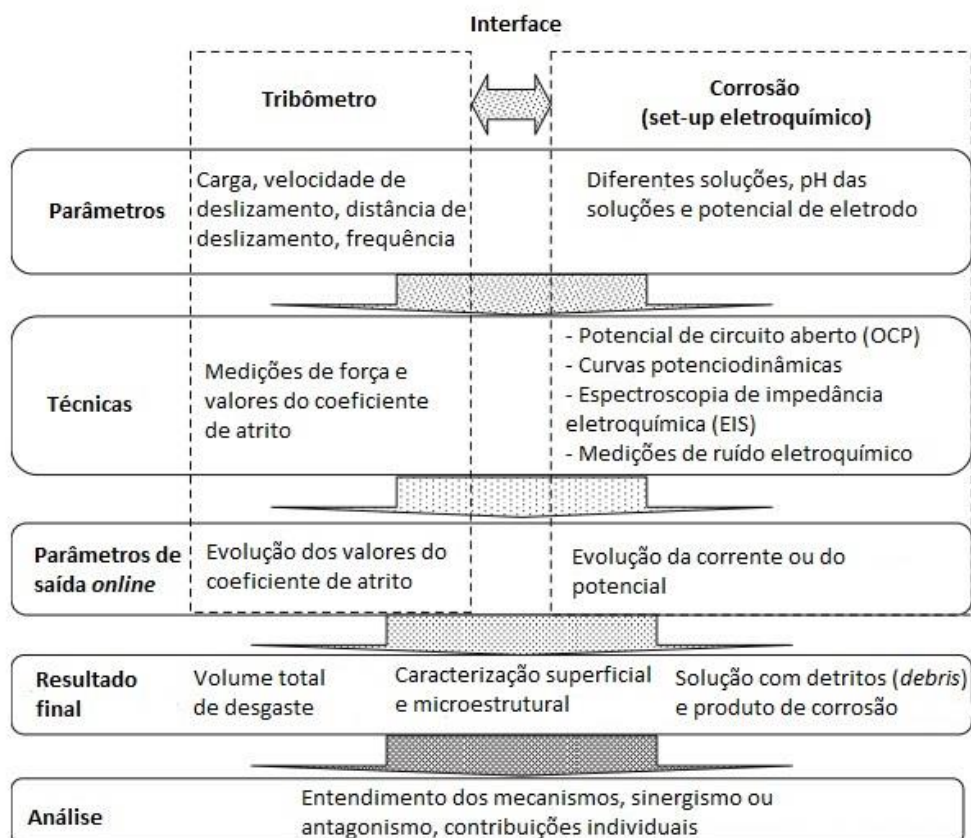 Interface
Tribômetro
Corrosão
(set-up eletroquímico)
Parâmetros
Carga, velocidade de
deslizamento, distância de
deslizamento, frequência
Diferentes soluções, pH das
soluções e potencial de eletrodo
Técnicas
Medições de força e
valores do coeficiente
de atrito
- Potencial de circuito aberto (OCP)
- Curvas potenciodinâmicas
- Espectroscopia de impedância
eletroquímica (EIS)
- Medições de ruído eletroquímico
Parâmetros de
saída online
Evolução dos valores do
coeficiente de atrito
Evolução da corrente ou do
potencial
Resultado
final
Volume total
de desgaste
Caracterização superficial
e microestrutural
Solução com detritos (debris)
e produto de corrosão
Análise
Entendimento dos mecanismos, sinergismo ou
antagonismo, contribuições individuais